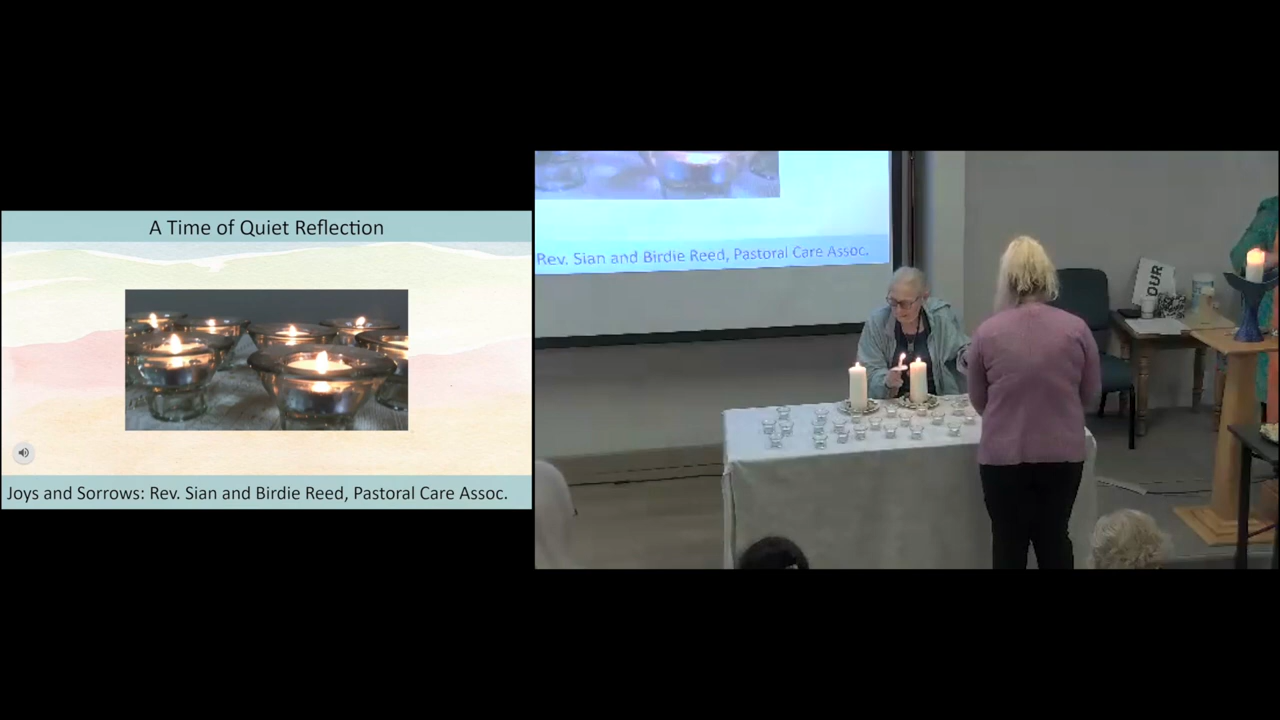 A Time of Quiet Reflection
Joys and Sorrows: Rev. Sian and Birdie Reed, Pastoral Care Assoc.
Rev. Sian and Birdie Reed, Pastoral Care Assoc.
OUR